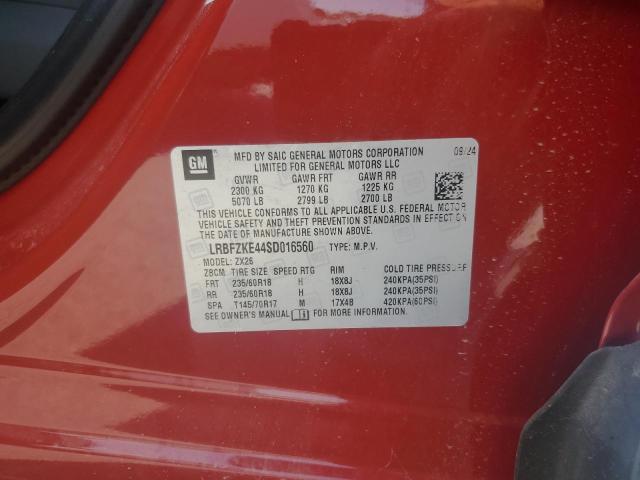 GM
MFD BY SAIC GENERAL MOTORS CORPORATION 09/24
LIMITED FOR GENERAL MOTORS LLC
GVWR GAWR FRT GAWR RR
2300 KG 1270 KG 1225 KG
5070 LB 2799 LB 2700 LB
THIS VEHICLE CONFORMS TO ALL APPLICABLE U.S. FEDERAL MOTOR
VEHICLE SAFETY AND THEFT PREVENTION STANDARDS IN EFFECT
ON THE DATE OF MANUFACTURE SHOWN ABOVE.
LRBFZKE44SD016560 TYPE: M.P.V.
MODEL: ZX26
ZBCM TIRE SIZE SPEED RTG RIM COLD TIRE PRESSURE
FRT 235/60R18 H 18X8J 240KPA(35PSI)
RR 235/60R18 H 18X8J 240KPA(35PSI)
SPA T145/70R17 M 17X4B 420KPA(60PSI)
SEE OWNER'S MANUAL FOR MORE INFORMATION